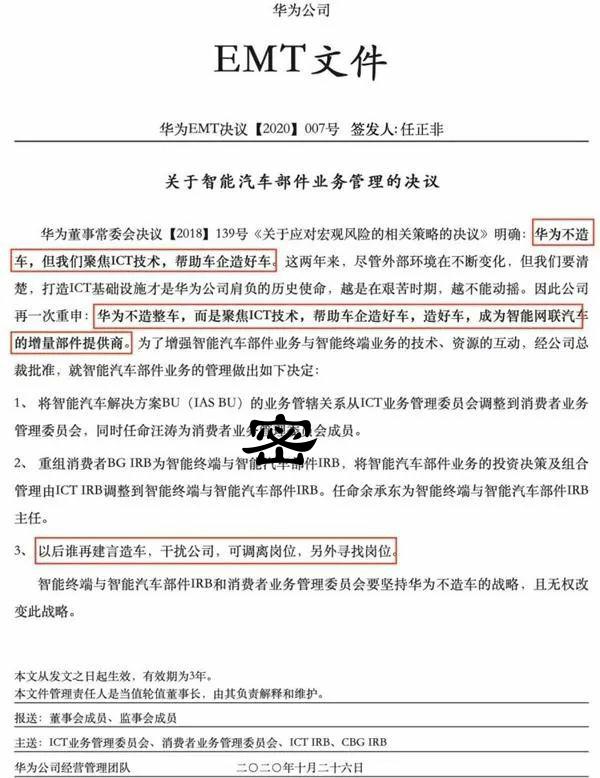 华为公司
EMT文件
华为EMT决议【2020】007号 签发人:任正非
关于智能汽车部件业务管理的决议
华为董事常委会决议【2018】139号《关于应对宏观风险的相关策略的决议》明确：华为不造
车，但我们聚焦ICT技术，帮助车企造好车。这两年来，尽管外部环境在不断变化，但我们要清
楚，打造ICT基础设施才是华为公司肩负的历史使命，越是在艰苦时期，越不能动摇。因此公司
再一次重申：华为不造整车，而是聚焦ICT技术，帮助车企造好车，造好车，成为智能网联汽车
的增量部件提供商。为了增强智能汽车部件业务与智能终端业务的技术、资源的互动，经公司总
裁批准，就智能汽车部件业务的管理做出如下决定：
1、 将智能汽车解决方案BU（IAS BU）的业务管辖关系从ICT业务管理委员会调整到消费者业务
管理委员会，同时任命汪涛为消费者业务管理委员会成员。
密
2、 重组消费者BG IRB为智能终端与智能汽车部件IRB，将智能汽车部件业务的投资决策及组合
管理由ICT IRB调整到智能终端与智能汽车部件IRB。任命余承东为智能终端与智能汽车部件IRB
主任。
3、 以后谁再建言造车，干扰公司，可调离岗位，另外寻找岗位。
智能终端与智能汽车部件IRB和消费者业务管理委员会要坚持华为不造车的战略，且无权改
变此战略。
本文从发文之日起生效，有效期为3年。
本文件管理责任人是当值轮值董事长，由其负责解释和维护。
报送：董事会成员、监事会成员
主送：ICT业务管理委员会、消费者业务管理委员会、ICT IRB、CBG IRB
华为公司经营管理团队 二〇二〇年十月二十六日